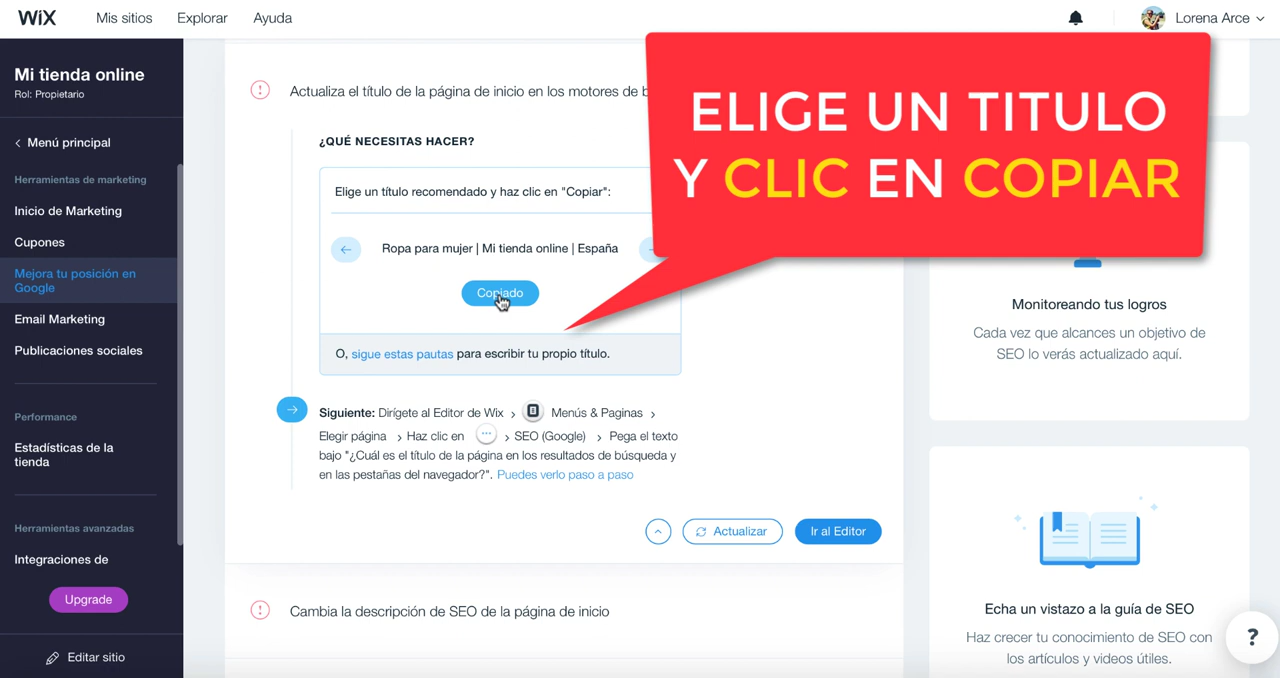 WiX
Mis sitios
Explorar
Ayuda
Lorena Arce
Mi tienda online
Rol: Propietario
Menú principal
Herramientas de marketing
Inicio de Marketing
Cupones
Mejora tu posición en
Google
Email Marketing
Publicaciones sociales
Performance
Estadísticas de la
tienda
Herramientas avanzadas
Integraciones de
Upgrade
Editar sitio
Actualiza el título de la página de inicio en los motores de
ELIGE UN TITULO
Y CLIC EN COPIAR
¿QUÉ NECESITAS HACER?
Elige un título recomendado y haz clic en "Copiar":
Ropa para mujer | Mi tienda online | España
Copiado
O, sigue estas pautas para escribir tu propio título.
Siguiente: Dirígete al Editor de Wix > Menús & Paginas >
Elegir página > Haz clic en ··· > SEO (Google) > Pega el texto
bajo "¿Cuál es el título de la página en los resultados de búsqueda y
en las pestañas del navegador?". Puedes verlo paso a paso
Actualizar
Ir al Editor
Cambia la descripción de SEO de la página de inicio
Monitoreando tus logros
Cada vez que alcances un objetivo de
SEO lo verás actualizado aquí.
Echa un vistazo a la guía de SEO
Haz crecer tu conocimiento de SEO con
los artículos y videos útiles.
?